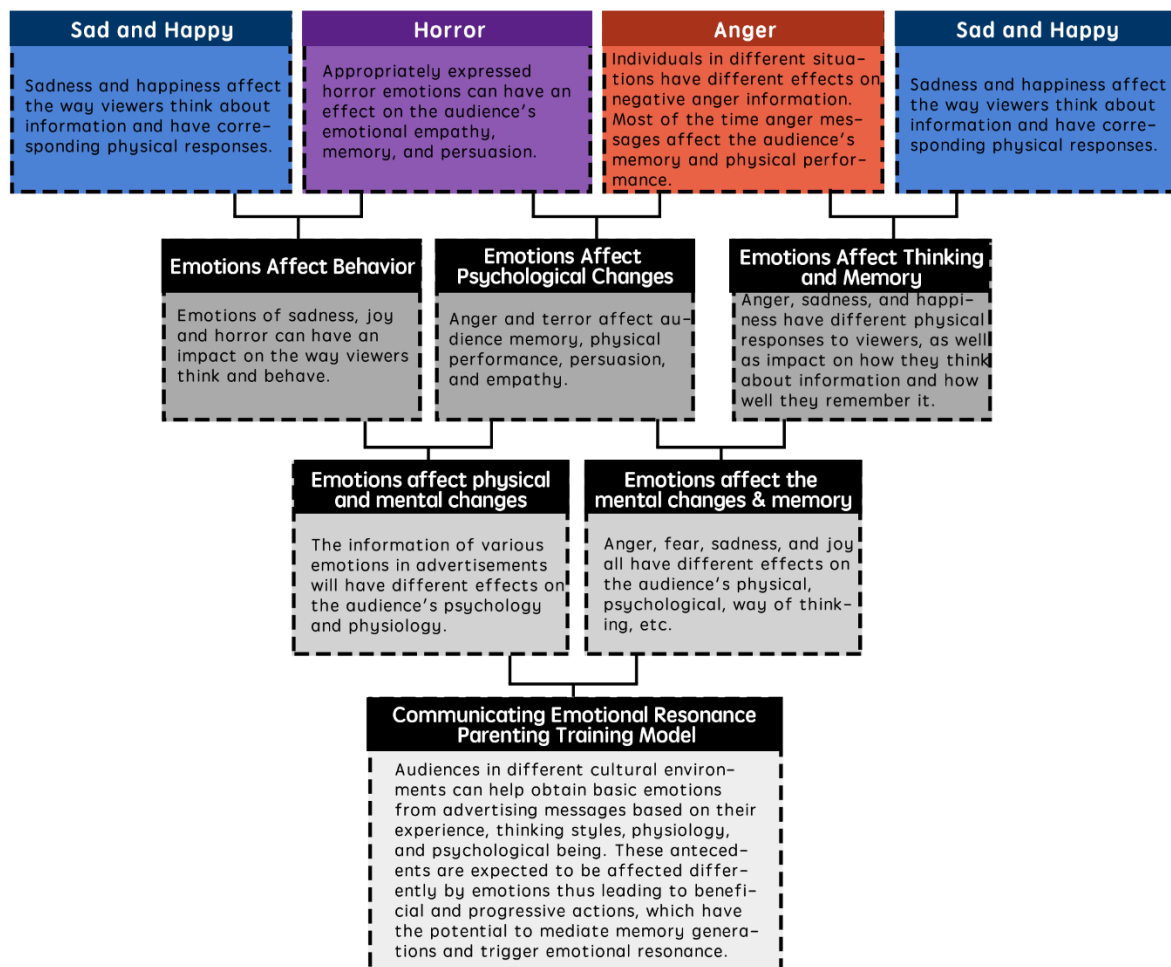 Sad and Happy
Sadness and happiness affect
the way viewers think about
information and have corre-
sponding physical responses.
Horror
Appropriately expressed
horror emotions can have an
effect on the audience's
emotional empathy,
memory, and persuasion.
Anger
Individuals in different situa-
tions have different effects on
negative anger information.
Most of the time anger mes-
sages affect the audience's
memory and physical perfor-
mance.
Sad and Happy
Sadness and happiness affect
the way viewers think about
information and have corre-
sponding physical responses.
Emotions Affect Behavior
Emotions of sadness, joy
and horror can have an
impact on the way viewers
think and behave.
Emotions Affect
Psychological Changes
Anger and terror affect au-
dience memory, physical
performance, persuasion,
and empathy.
Emotions Affect Thinking
and Memory
Anger, sadness, and happi-
ness have different physical
responses to viewers, as well
as impact on how they think
about information and how
well they remember it.
Emotions affect physical
and mental changes
The information of various
emotions in advertisements
will have different effects on
the audience's psychology
and physiology.
Emotions affect the
mental changes & memory
Anger, fear, sadness, and joy
all have different effects on
the audience's physical,
psychological, way of think-
ing, etc.
Communicating Emotional Resonance
Parenting Training Model
Audiences in different cultural environ-
ments can help obtain basic emotions
from advertising messages based on their
experience, thinking styles, physiology,
and psychological being. These anteced-
ents are expected to be affected differ-
ently by emotions thus leading to benefi-
cial and progressive actions, which have
the potential to mediate memory genera-
tions and trigger emotional resonance.